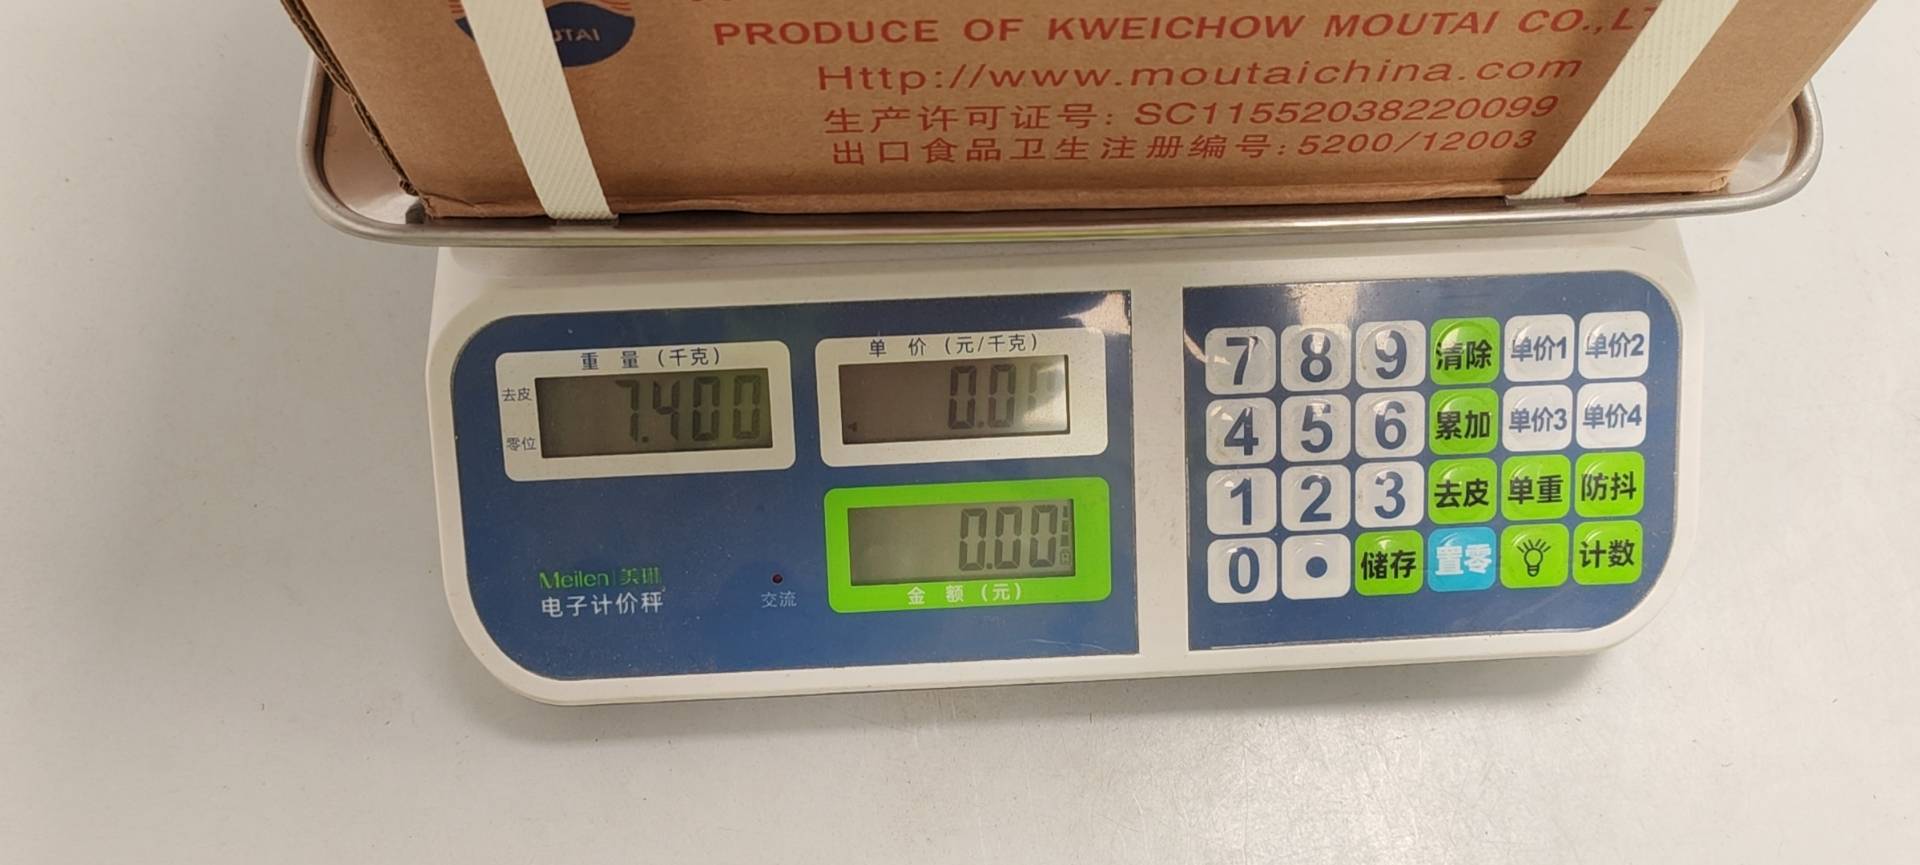 PRODUCE OF KWEICHOW MOUTAI CO.,
Http://www.moutaichina.com
生产许可证号: SC11552038220099
出口食品卫生注册编号:5200/12003
重 量 (千克)
去皮
零位
7.400
单 价 (元/千克)
0.0
0.00
金 额 (元)
Meilen 美琳
电子计价秤
交流
7 8 9 清除 单价1 单价2
4 5 6 累加 单价3 单价4
1 2 3 去皮 单重 防抖
0 • 储存 置零 计数